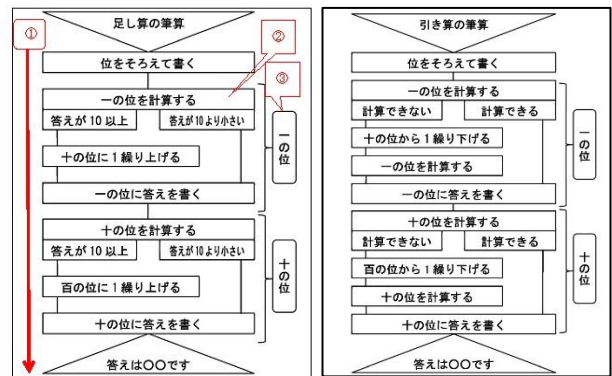 ①
足し算の筆算
②
位をそろえて書く
③
一の位を計算する
答えが10以上
答えが10より小さい
十の位に1繰り上げる
一の位に答えを書く
一の位
十の位を計算する
答えが10以上
答えが10より小さい
百の位に1繰り上げる
十の位に答えを書く
十の位
答えは〇〇です
引き算の筆算
位をそろえて書く
一の位を計算する
計算できない
計算できる
十の位から1繰り下げる
一の位を計算する
一の位に答えを書く
一の位
十の位を計算する
計算できない
計算できる
百の位から1繰り下げる
十の位を計算する
十の位に答えを書く
十の位
答えは〇〇です